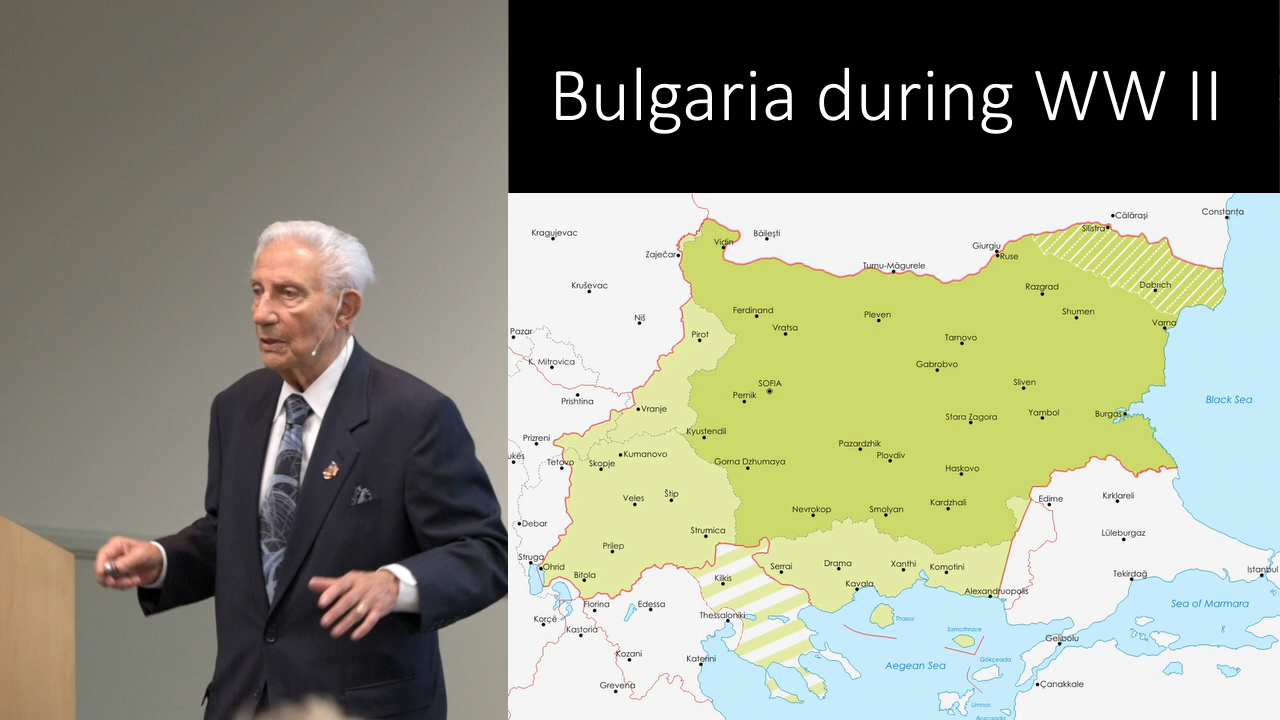 Bulgaria during WW II
Călărași
Constanța
Kragujevac
Băilești
Silistra
Vidin
Giurgiu
Zaječar
Ruse
Turnu-Măgurele
Kruševac
Razgrad
Dobrich
Ferdinand
Pleven
Shumen
Niš
Vratsa
Varna
Pazar
Pirot
Tarnovo
K. Mitrovica
Gabrovo
SOFIA
Sliven
Pernik
Prishtina
Black Sea
Vranje
Stara Zagora
Yambol
Burgas
Kyustendil
Prizreni
Pazardzhik
Kumanovo
Plovdiv
Tetovo
Skopje
Gorna Dzhumaya
Haskovo
Veles
Štip
Edirne
Kırklareli
Nevrokop
Smolyan
Kardzhali
Debar
Strumica
Lüleburgaz
Prilep
Struga
Ohrid
Bitola
Kilkis
Serrai
Drama
Xanthi
Komotini
Tekirdağ
Istanbul
Kavala
Alexandruopolis
Florina
Edessa
Sea of Marmara
Korçë
Thessaloniki
Thasos
Kastoria
Samothrace
Gelibolu
Kozani
Katerini
Aegean Sea
Gökçeada
Grevena
Çanakkale
Limnos
Bozcaada